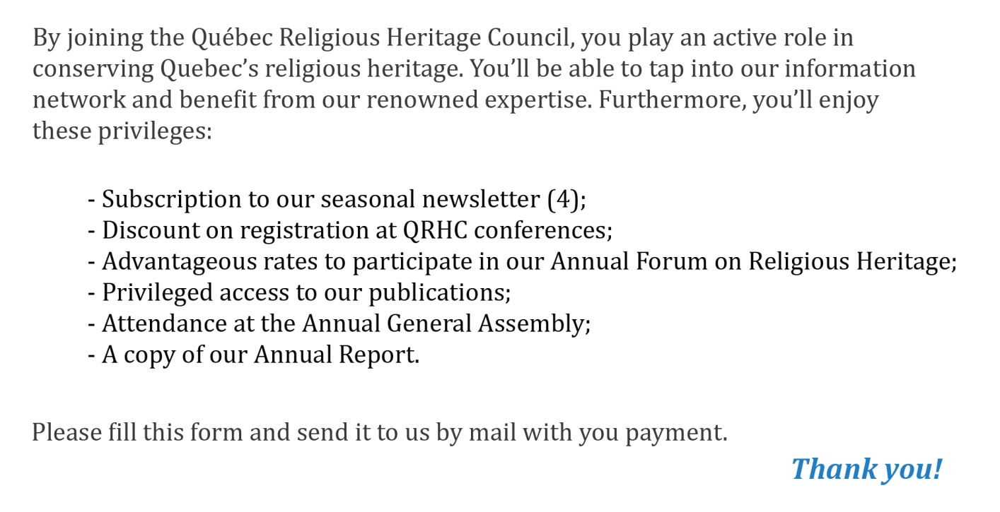 By joining the Québec Religious Heritage Council, you play an active role in
conserving Quebec’s religious heritage. You’ll be able to tap into our information
network and benefit from our renowned expertise. Furthermore, you’ll enjoy
these privileges:
- Subscription to our seasonal newsletter (4);
- Discount on registration at QRHC conferences;
- Advantageous rates to participate in our Annual Forum on Religious Heritage;
- Privileged access to our publications;
- Attendance at the Annual General Assembly;
- A copy of our Annual Report.
Please fill this form and send it to us by mail with you payment.
Thank you!